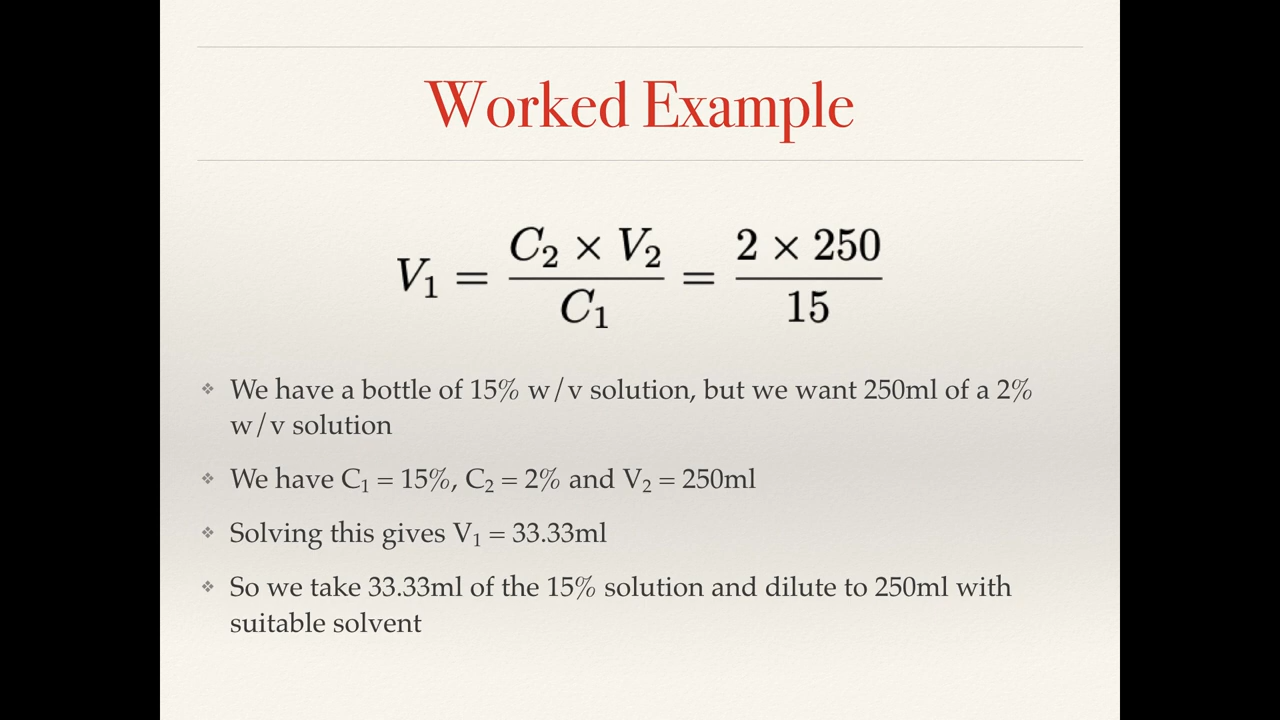 Worked Example
V₁ = C₂ × V₂ / C₁ = 2 × 250 / 15
❖ We have a bottle of 15% w/v solution, but we want 250ml of a 2%
w/v solution
❖ We have C₁ = 15%, C₂ = 2% and V₂ = 250ml
❖ Solving this gives V₁ = 33.33ml
❖ So we take 33.33ml of the 15% solution and dilute to 250ml with
suitable solvent